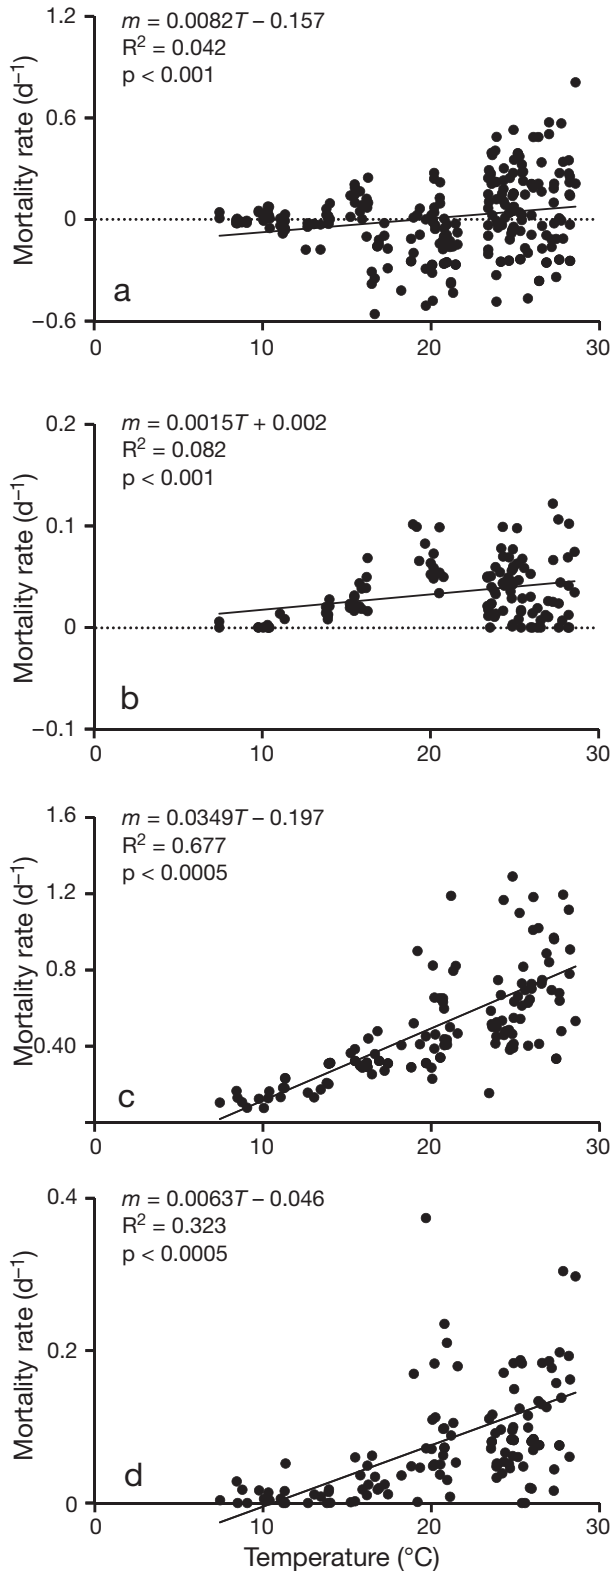 1.2
m = 0.0082T – 0.157
R² = 0.042
p < 0.001
0.6
0
–0.6
Mortality rate (d⁻¹)
a
0 10 20 30
0.2
m = 0.0015T + 0.002
R² = 0.082
p < 0.001
0.1
0
–0.1
Mortality rate (d⁻¹)
b
0 10 20 30
1.6
m = 0.0349T – 0.197
R² = 0.677
p < 0.0005
1.2
0.8
0.40
Mortality rate (d⁻¹)
c
0 10 20 30
0.4
m = 0.0063T – 0.046
R² = 0.323
p < 0.0005
0.2
0
Mortality rate (d⁻¹)
d
0 10 20 30
Temperature (°C)